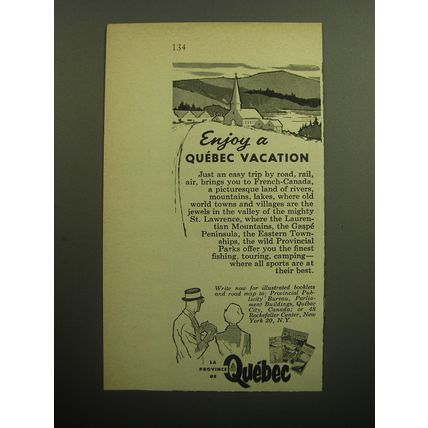 134
Enjoy a
QUÉBEC VACATION
Just an easy trip by road, rail,
air, brings you to French-Canada,
a picturesque land of rivers,
mountains, lakes, where old
world towns and villages are the
jewels in the valley of the mighty
St. Lawrence, where the Lauren-
tian Mountains, the Gaspé
Peninsula, the Eastern Town-
ships, the wild Provincial
Parks offer you the finest
fishing, touring, camping—
where all sports are at
their best.
Write now for illustrated booklets
and road map to: Provincial Pub-
licity Bureau, Parlia-
ment Buildings, Québec
City, Canada; or 48
Rockefeller Center, New
York 20, N.Y.
LA
PROVINCE
DE
Québec